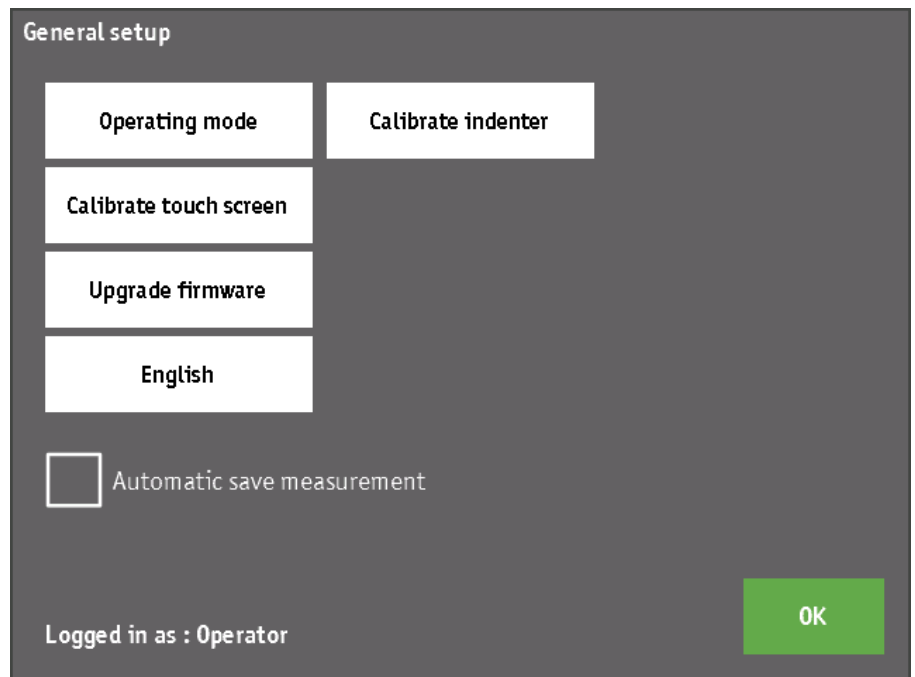 General setup
Operating mode
Calibrate indenter
Calibrate touch screen
Upgrade firmware
English
Automatic save measurement
Logged in as : Operator
OK